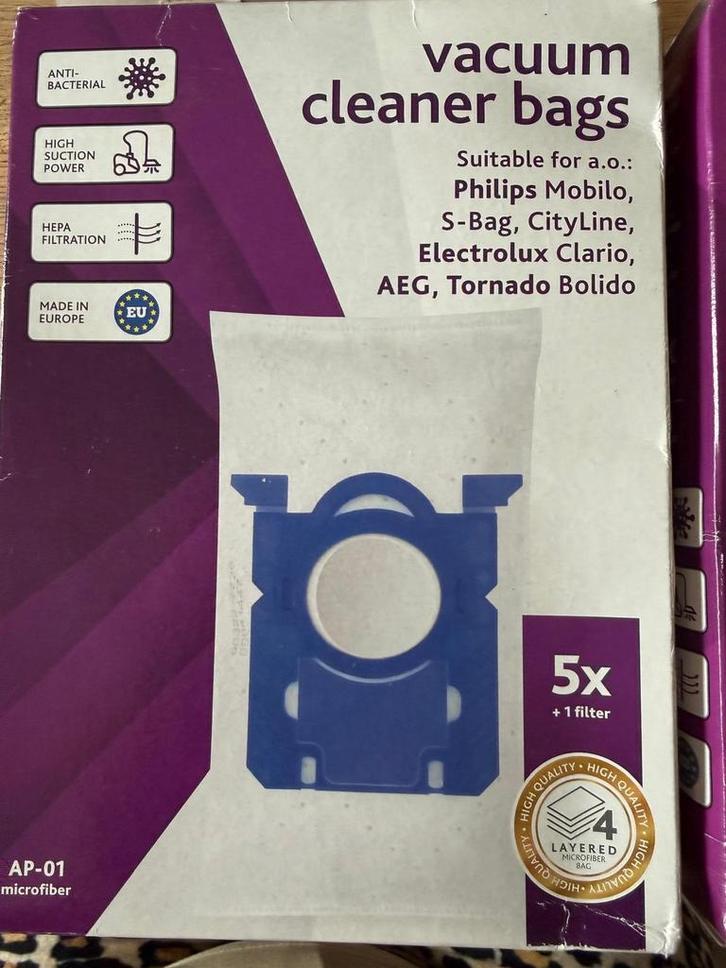 vacuum
cleaner bags
Suitable for a.o.:
Philips Mobilo,
S-Bag, CityLine,
Electrolux Clario,
AEG, Tornado Bolido
ANTI-
BACTERIAL
HIGH
SUCTION
POWER
HEPA
FILTRATION
MADE IN
EUROPE
EU
5x
+ 1 filter
HIGH QUALITY • HIGH QUALITY • HIGH QUALITY • HIGH QUALITY •
4
LAYERED
MICROFIBER
BAG
AP-01
microfiber